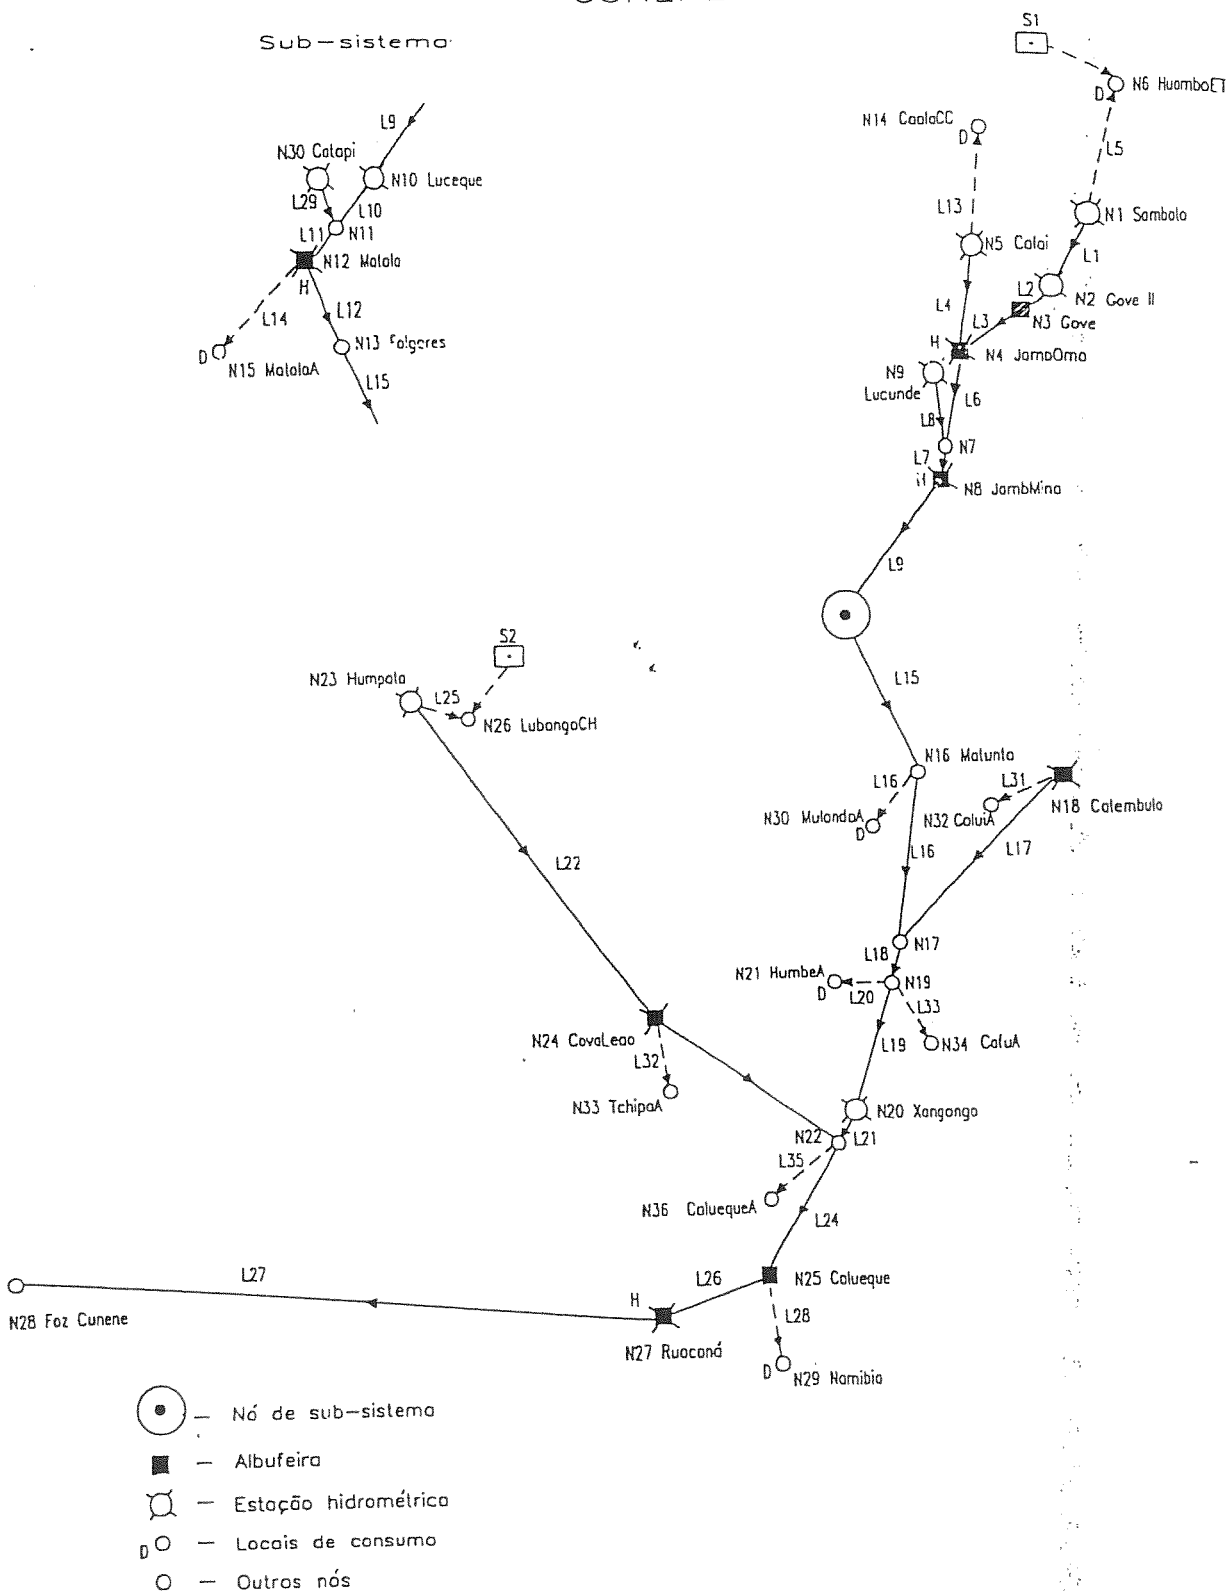 Sub-sistema
S1
N6 HuamboET
D
L9
N14 CaalaCC
D
L5
N30 Catapi
N10 Luceque
L29
L10
L13
N1 Sambolo
N11
N5 Calai
L11
L1
N12 Matala
H
L2
N2 Gove II
L4
L3
N3 Gove
L14
L12
H
N4 JambOma
D
N13 Folgares
N15 MatalaA
N9
Lucunde
L6
L15
L8
N7
L7
H
N8 JambMina
L9
S2
N23 Humpata
L25
L15
N26 LubangoCH
N16 Matunto
L16
L31
N30 MulondoA
D
N32 CaluiA
N18 Calembulo
L22
L16
L17
L18
N17
N21 HumbeA
N19
D
L20
L33
N24 CovaLeao
L19
N34 CaluA
L32
N33 TchipaA
N20 Xangongo
N22
L21
L35
N36 CaluequeA
L24
L27
L26
N25 Calueque
H
L28
N28 Foz Cunene
N27 Ruacaná
D
N29 Namibia
— Nó de sub-sistema
— Albufeira
— Estação hidrométrica
D — Locais de consumo
— Outros nós